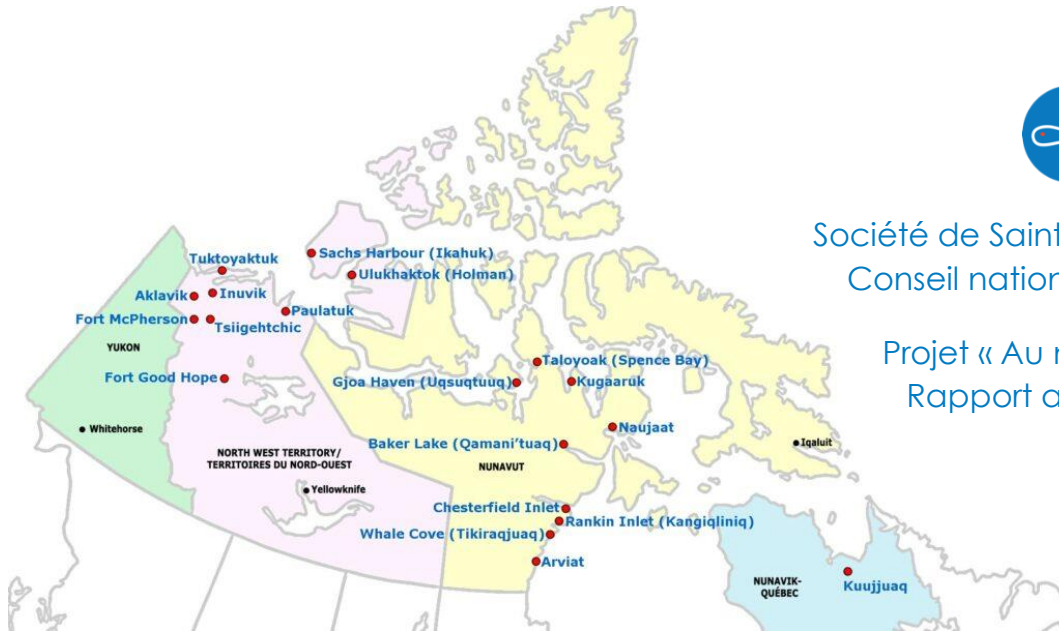 Société de Saint
Conseil nation
Projet « Au
Rapport a
Tuktoyaktuk
Sachs Harbour (Ikahuk)
Ulukhaktok (Holman)
Aklavik
Inuvik
Paulatuk
Fort McPherson
Tsiigehtchic
YUKON
Fort Good Hope
Whitehorse
NORTH WEST TERRITORY/
TERRITOIRES DU NORD-OUEST
Yellowknife
Taloyoak (Spence Bay)
Gjoa Haven (Uqsuqtuuq)
Kugaaruk
Naujaat
Baker Lake (Qamani'tuaq)
Iqaluit
NUNAVUT
Chesterfield Inlet
Rankin Inlet (Kangiqliniq)
Whale Cove (Tikiraqjuaq)
Arviat
NUNAVIK-
QUÉBEC
Kuujjuaq